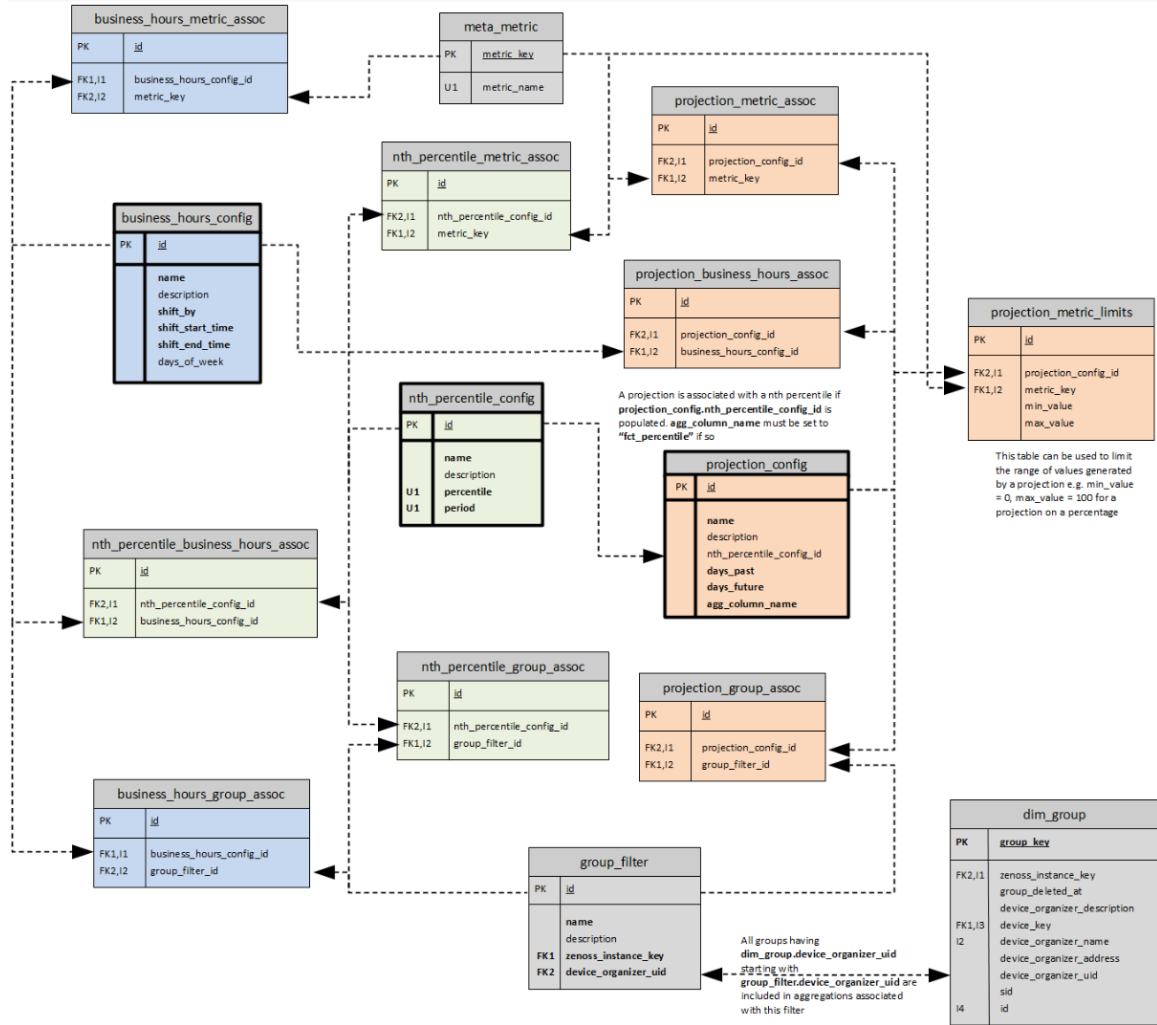 business_hours_metric_assoc
PK id
FK1,I1 business_hours_config_id
FK2,I2 metric_key
meta_metric
PK metric_key
U1 metric_name
projection_metric_assoc
PK id
FK2,I1 projection_config_id
FK1,I2 metric_key
nth_percentile_metric_assoc
PK id
FK2,I1 nth_percentile_config_id
FK1,I2 metric_key
business_hours_config
PK id
name
description
shift_by
shift_start_time
shift_end_time
days_of_week
projection_business_hours_assoc
PK id
FK2,I1 projection_config_id
FK1,I2 business_hours_config_id
projection_metric_limits
PK id
FK2,I1 projection_config_id
FK1,I2 metric_key
min_value
max_value
This table can be used to limit
the range of values generated
by a projection e.g. min_value
= 0, max_value = 100 for a
projection on a percentage
nth_percentile_config
PK id
name
description
U1 percentile
U1 period
A projection is associated with a nth percentile if
projection_config.nth_percentile_config_id is
populated. agg_column_name must be set to
“fct_percentile” if so
projection_config
PK id
name
description
nth_percentile_config_id
days_past
days_future
agg_column_name
nth_percentile_business_hours_assoc
PK id
FK2,I1 nth_percentile_config_id
FK1,I2 business_hours_config_id
nth_percentile_group_assoc
PK id
FK2,I1 nth_percentile_config_id
FK1,I2 group_filter_id
projection_group_assoc
PK id
FK2,I1 projection_config_id
FK1,I2 group_filter_id
business_hours_group_assoc
PK id
FK1,I1 business_hours_config_id
FK2,I2 group_filter_id
group_filter
PK id
name
description
FK1 zenoss_instance_key
FK2 device_organizer_uid
All groups having
dim_group.device_organizer_uid
starting with
group_filter.device_organizer_uid are
included in aggregations associated
with this filter
dim_group
PK group_key
FK2,I1 zenoss_instance_key
group_deleted_at
device_organizer_description
FK1,I3 device_key
I2 device_organizer_name
device_organizer_address
device_organizer_uid
sid
I4 id